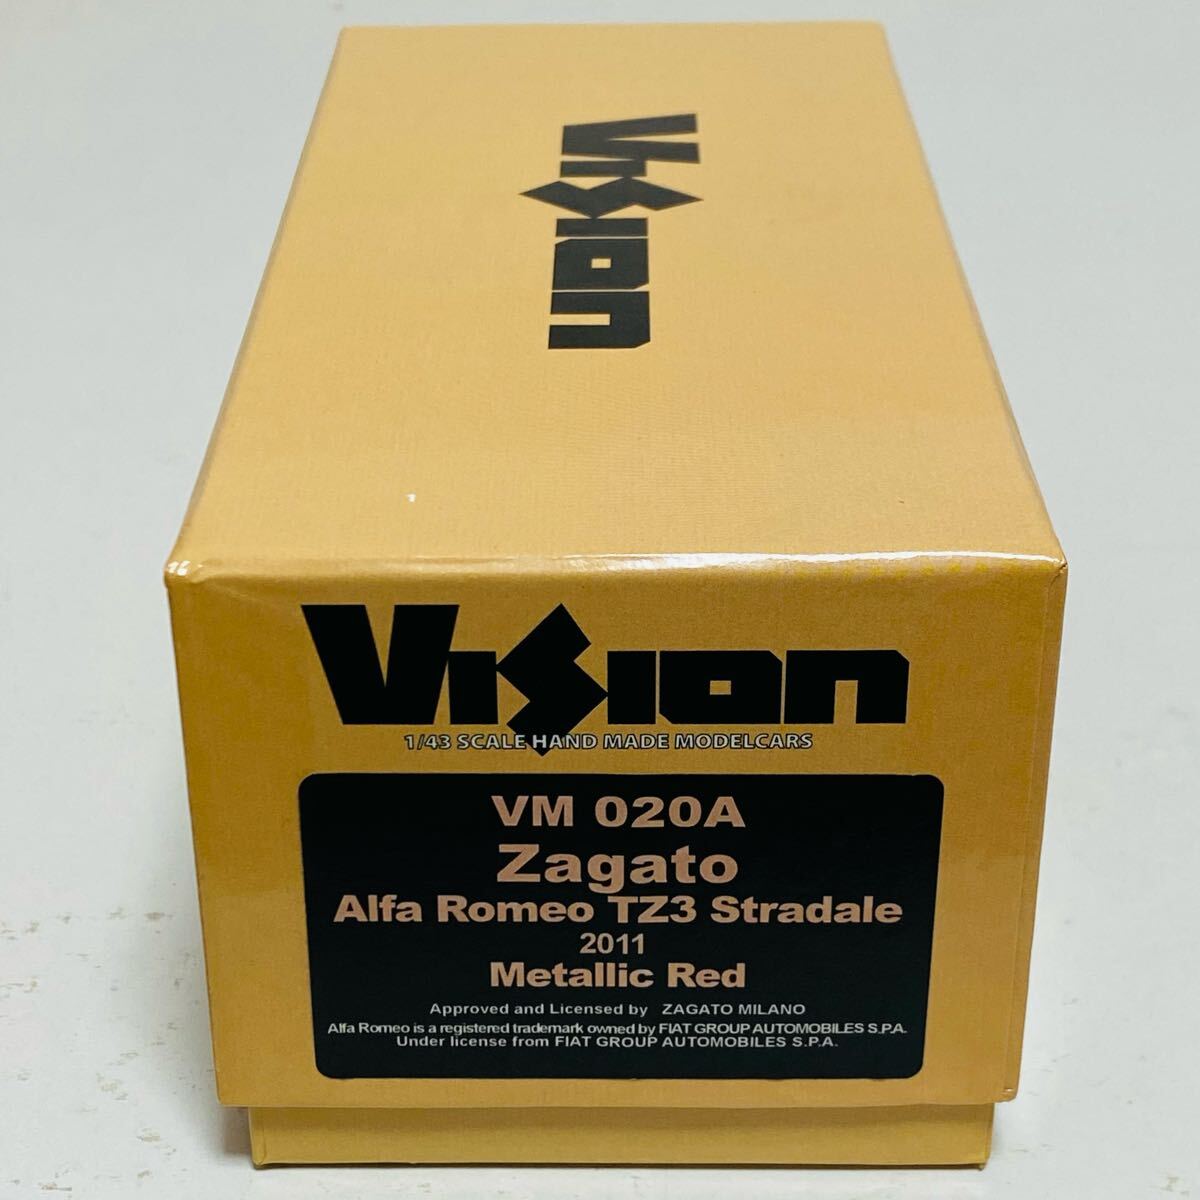 Vision
Vision
1/43 SCALE HAND MADE MODELCARS
VM 020A
Zagato
Alfa Romeo TZ3 Stradale
2011
Metallic Red
Approved and Licensed by ZAGATO MILANO
Alfa Romeo is a registered trademark owned by FIAT GROUP AUTOMOBILES S.P.A.
Under license from FIAT GROUP AUTOMOBILES S.P.A.